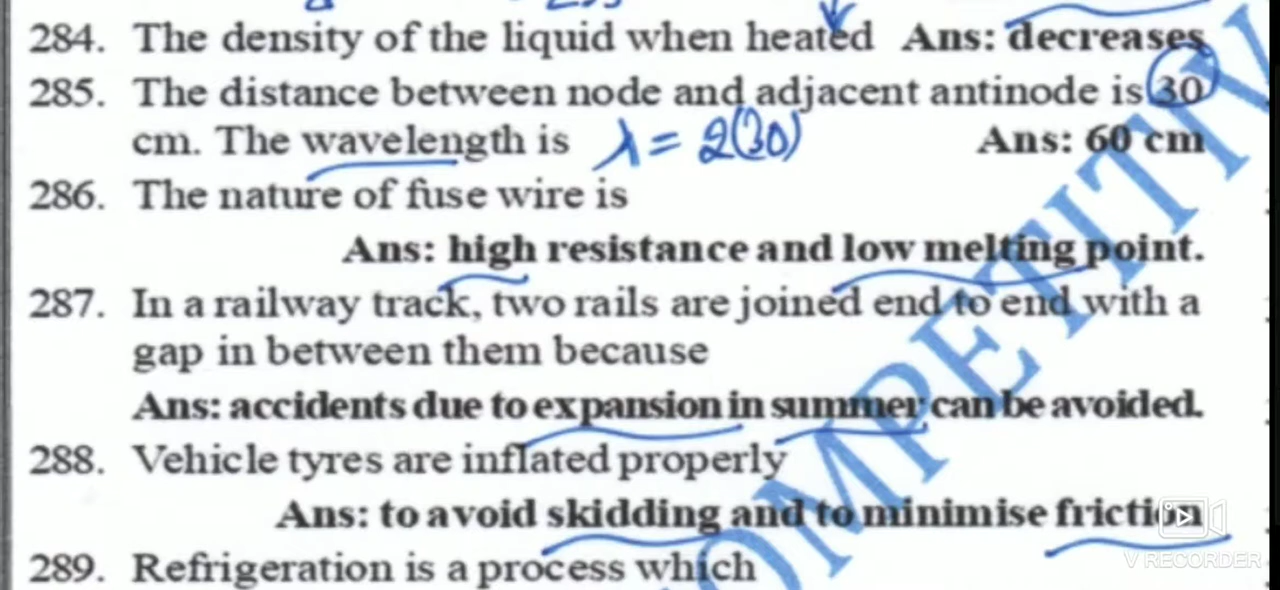 284. The density of the liquid when heated Ans: decreases
285. The distance between node and adjacent antinode is 30
cm. The wavelength is λ = 2(30) Ans: 60 cm
286. The nature of fuse wire is
Ans: high resistance and low melting point.
287. In a railway track, two rails are joined end to end with a
gap in between them because
Ans: accidents due to expansion in summer can be avoided.
288. Vehicle tyres are inflated properly
Ans: to avoid skidding and to minimise friction
289. Refrigeration is a process which
V RECORDER